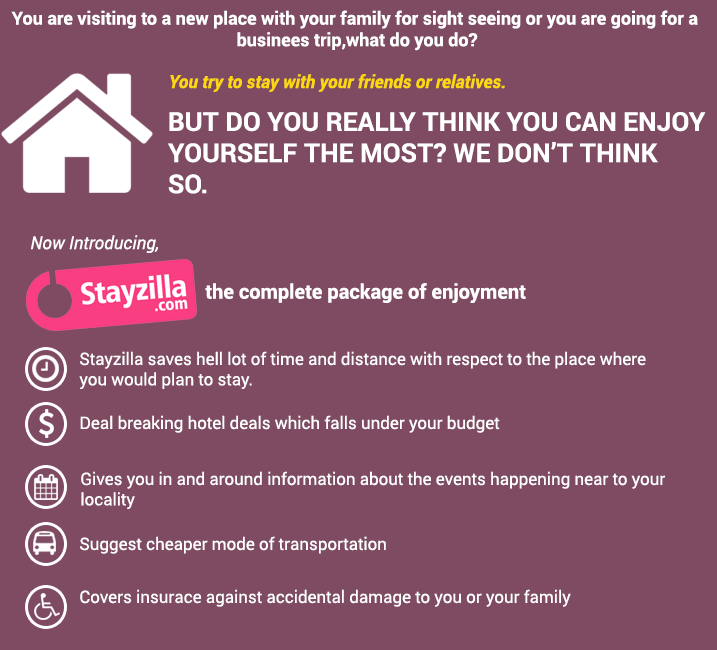 You are visiting to a new place with your family for sight seeing or you are going for a
businees trip,what do you do?
You try to stay with your friends or relatives.
BUT DO YOU REALLY THINK YOU CAN ENJOY
YOURSELF THE MOST? WE DON'T THINK
SO.
Now Introducing,
Stayzilla
.com
the complete package of enjoyment
Stayzilla saves hell lot of time and distance with respect to the place where
you would plan to stay.
$
Deal breaking hotel deals which falls under your budget
Gives you in and around information about the events happening near to your
locality
Suggest cheaper mode of transportation
Covers insurace against accidental damage to you or your family